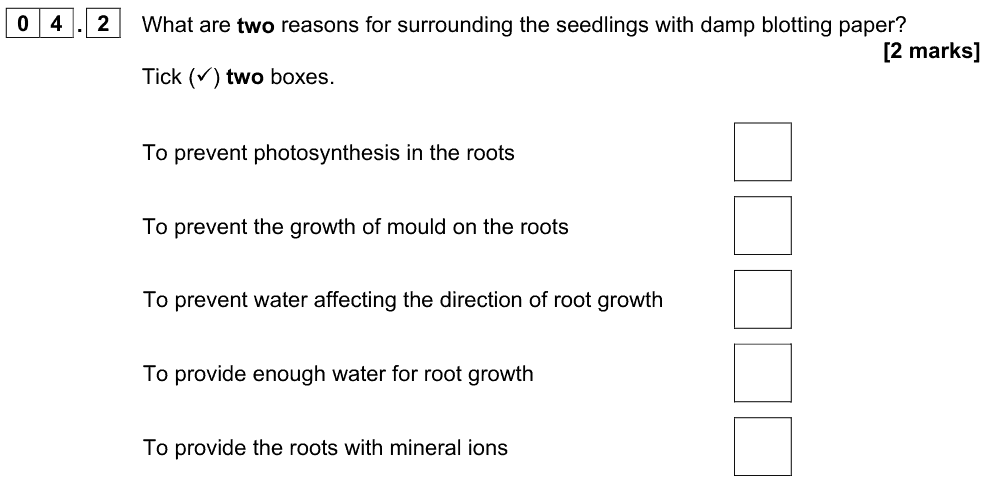 04.2 What are two reasons for surrounding the seedlings with damp blotting paper?
[2 marks]
Tick (✓) two boxes.
To prevent photosynthesis in the roots
To prevent the growth of mould on the roots
To prevent water affecting the direction of root growth
To provide enough water for root growth
To provide the roots with mineral ions